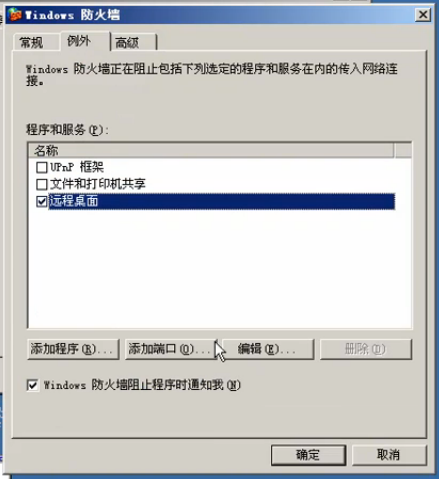 Windows 防火墙
常规 例外 高级
Windows 防火墙正在阻止包括下列选定的程序和服务在内的传入网络连
接。
程序和服务(P):
名称
UPnP 框架
文件和打印机共享
远程桌面
添加程序(R)... 添加端口(O)... 编辑(E)... 删除(D)
Windows 防火墙阻止程序时通知我(N)
确定 取消